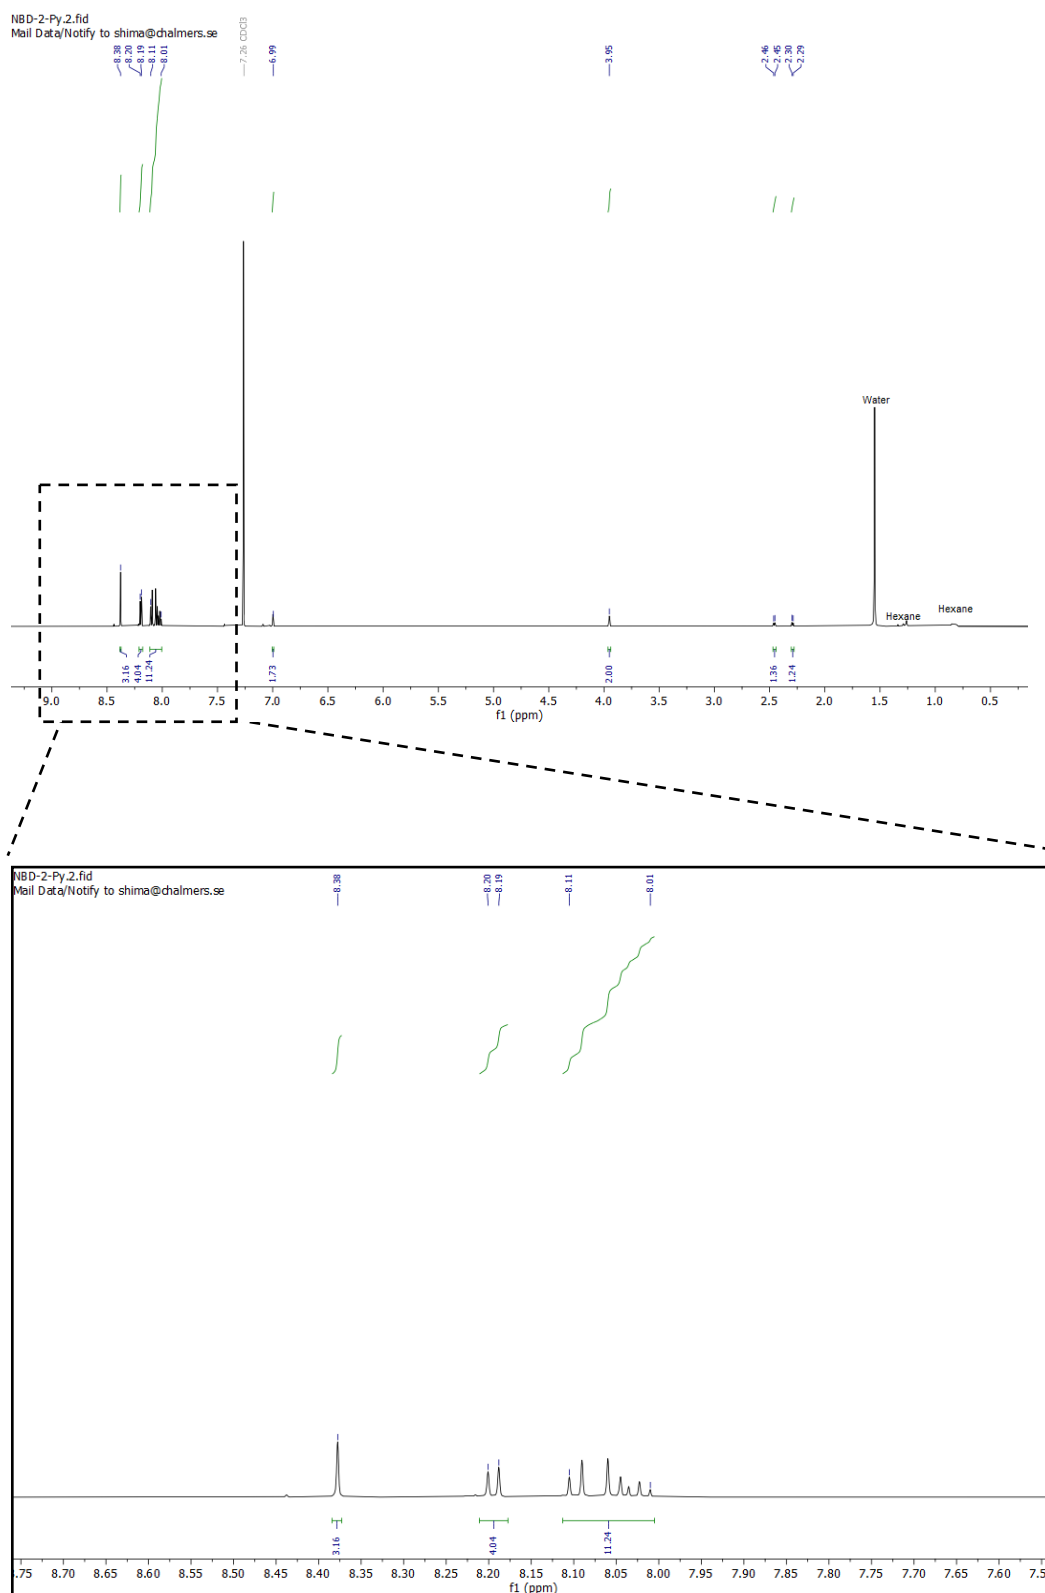 NBD-2-Py.2.fid
Mail Data/Notify to shima@chalmers.se
8.38
8.20
8.19
8.11
8.01
7.26 CDCl3
6.99
3.95
2.46
2.45
2.30
2.29
Water
Hexane
Hexane
3.16
4.04
11.24
1.73
2.00
1.36
1.24
9.0 8.5 8.0 7.5 7.0 6.5 6.0 5.5 5.0 4.5 4.0 3.5 3.0 2.5 2.0 1.5 1.0 0.5
f1 (ppm)
NBD-2-Py.2.fid
Mail Data/Notify to shima@chalmers.se
8.38
8.20
8.19
8.11
8.01
3.16
4.04
11.24
.75 8.70 8.65 8.60 8.55 8.50 8.45 8.40 8.35 8.30 8.25 8.20 8.15 8.10 8.05 8.00 7.95 7.90 7.85 7.80 7.75 7.70 7.65 7.60 7.5
f1 (ppm)